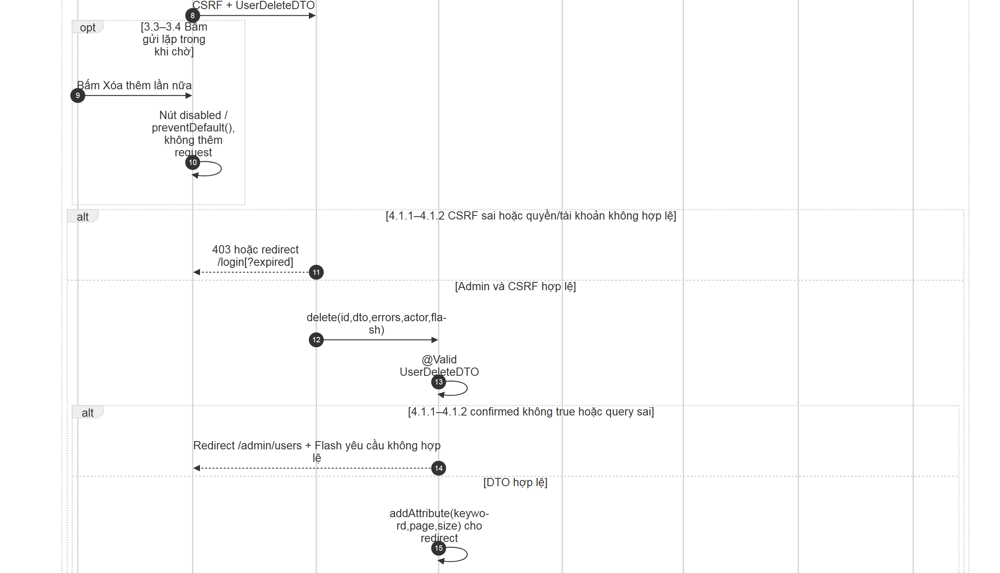 CSRF + UserDeleteDTO
8
opt
[3.3–3.4 Bấm
gửi lặp trong
khi chờ]
Bấm Xóa thêm lần nữa
9
Nút disabled /
preventDefault(),
không thêm
request
10
alt
[4.1.1–4.1.2 CSRF sai hoặc quyền/tài khoản không hợp lệ]
403 hoặc redirect
/login[?expired]
11
[Admin và CSRF hợp lệ]
delete(id,dto,errors,actor,fla-
sh)
12
@Valid
UserDeleteDTO
13
alt
[4.1.1–4.1.2 confirmed không true hoặc query sai]
Redirect /admin/users + Flash yêu cầu không hợp
lệ
14
[DTO hợp lệ]
addAttribute(keywo-
rd,page,size) cho
redirect
15